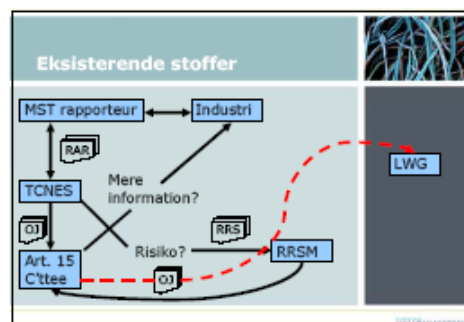 Eksisterende stoffer
MST rapporteur
Industri
RAR
LWG
TCNES
Mere
information?
OJ
RRS
Risiko?
RRSM
Art. 15
C'ttee
OJ